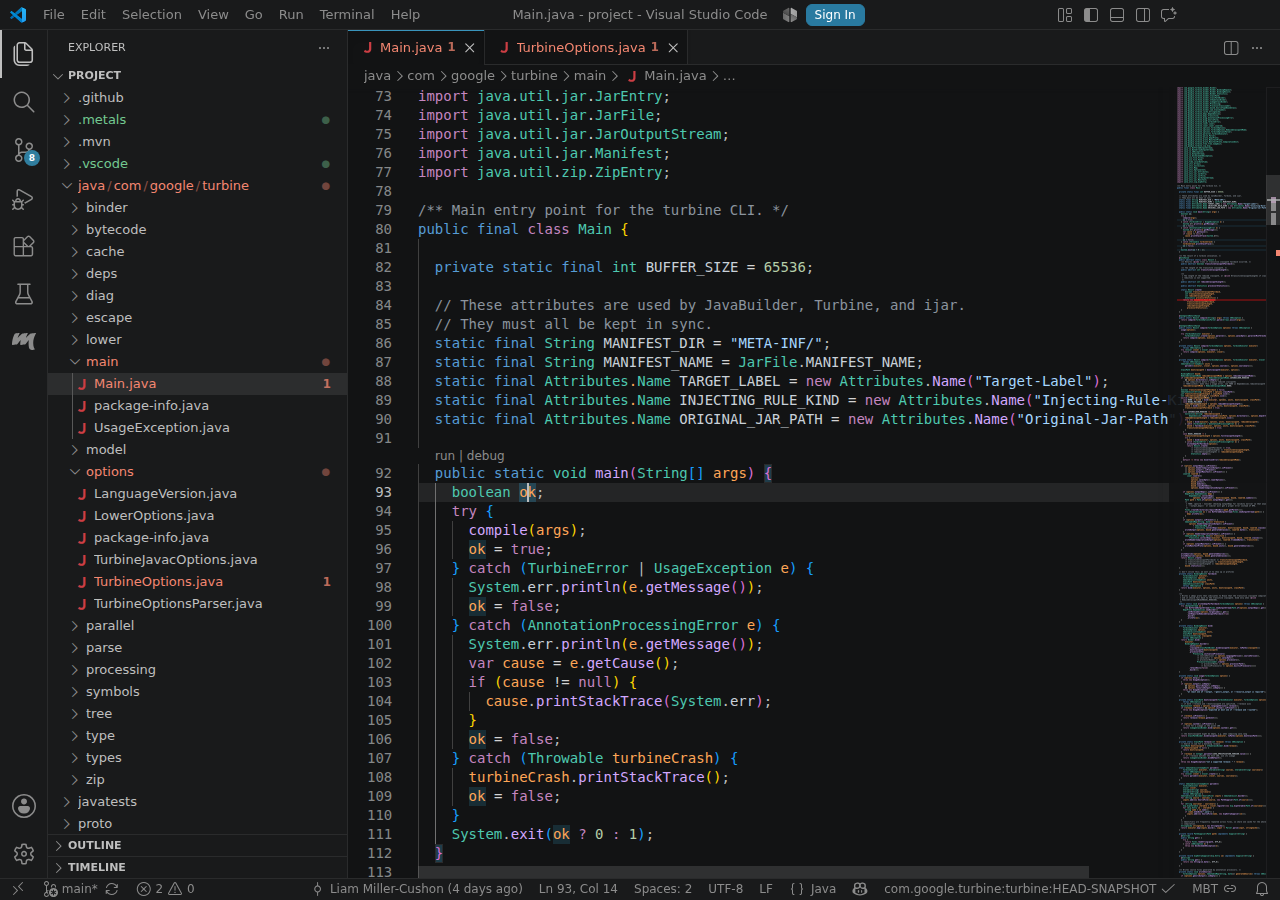 File Edit Selection View Go Run Terminal Help
Main.java - project - Visual Studio Code
Sign In
EXPLORER
PROJECT
.github
.metals
.mvn
.vscode
java/com/google/turbine
binder
bytecode
cache
deps
diag
escape
lower
main
Main.java 1
package-info.java
UsageException.java
model
options
LanguageVersion.java
LowerOptions.java
package-info.java
TurbineJavacOptions.java
TurbineOptions.java 1
TurbineOptionsParser.java
parallel
parse
processing
symbols
tree
type
types
zip
javatests
proto
OUTLINE
TIMELINE
8
Main.java 1
TurbineOptions.java 1
java > com > google > turbine > main > Main.java > ...
73 import java.util.jar.JarEntry;
74 import java.util.jar.JarFile;
75 import java.util.jar.JarOutputStream;
76 import java.util.jar.Manifest;
77 import java.util.zip.ZipEntry;
78
79 /** Main entry point for the turbine CLI. */
80 public final class Main {
81
82 private static final int BUFFER_SIZE = 65536;
83
84 // These attributes are used by JavaBuilder, Turbine, and ijar.
85 // They must all be kept in sync.
86 static final String MANIFEST_DIR = "META-INF/";
87 static final String MANIFEST_NAME = JarFile.MANIFEST_NAME;
88 static final Attributes.Name TARGET_LABEL = new Attributes.Name("Target-Label");
89 static final Attributes.Name INJECTING_RULE_KIND = new Attributes.Name("Injecting-Rule-K
90 static final Attributes.Name ORIGINAL_JAR_PATH = new Attributes.Name("Original-Jar-Path
91
run | debug
92 public static void main(String[] args) {
93 boolean ok;
94 try {
95 compile(args);
96 ok = true;
97 } catch (TurbineError | UsageException e) {
98 System.err.println(e.getMessage());
99 ok = false;
100 } catch (AnnotationProcessingError e) {
101 System.err.println(e.getMessage());
102 var cause = e.getCause();
103 if (cause != null) {
104 cause.printStackTrace(System.err);
105 }
106 ok = false;
107 } catch (Throwable turbineCrash) {
108 turbineCrash.printStackTrace();
109 ok = false;
110 }
111 System.exit(ok ? 0 : 1);
112 }
113
main* 2 0 Liam Miller-Cushon (4 days ago) Ln 93, Col 14 Spaces: 2 UTF-8 LF { } Java com.google.turbine:turbine:HEAD-SNAPSHOT MBT